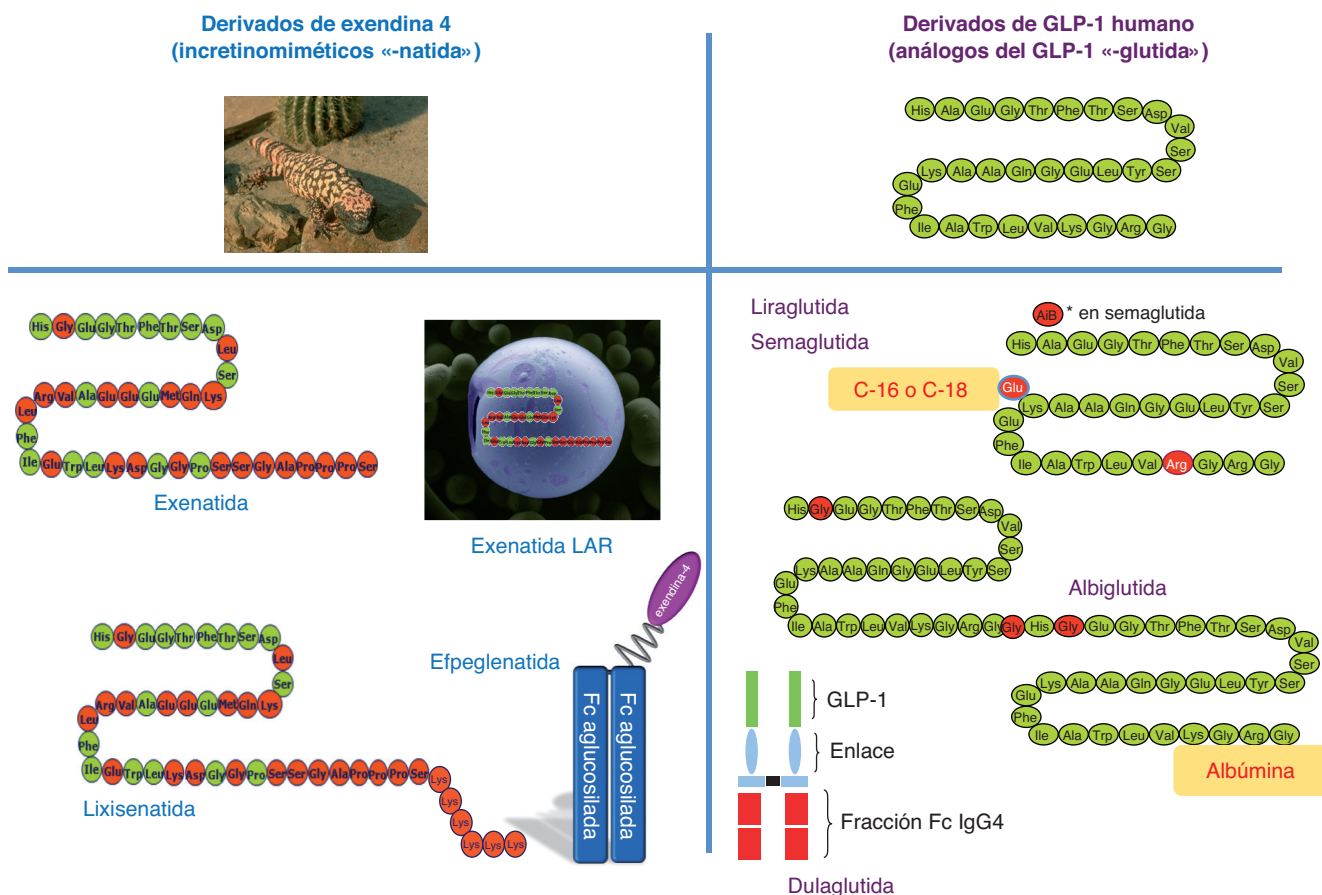 Derivados de exendina 4
(incretinomiméticos «-natida»)
Derivados de GLP-1 humano
(análogos del GLP-1 «-glutida»)
His Ala Glu Gly Thr Phe Thr Ser Asp
Val
Ser
Lys Ala Ala Gln Gly Glu Leu Tyr Ser
Glu
Phe
Ile Ala Trp Leu Val Lys Gly Arg Gly
His Gly Glu Gly Thr Phe Thr Ser Asp
Leu
Ser
Arg Val Ala Glu Glu Glu Met Gln Lys
Leu
Phe
Ile Glu Trp Leu Lys Asp Gly Gly Pro Ser Ser Gly Ala Pro Pro Pro Ser
Exenatida
Exenatida LAR
His Gly Glu Gly Thr Phe Thr Ser Asp
Leu
Ser
Arg Val Ala Glu Glu Glu Met Gln Lys
Leu
Phe
Ile Glu Trp Leu Lys Asp Gly Gly Pro Ser Ser Gly Ala Pro Pro Pro Ser Lys
Lys
Lys
Lys Lys Lys
Lixisenatida
Efpeglenatida
exendina-4
Fc aglucosilada
Fc aglucosilada
Liraglutida
Semaglutida
AiB * en semaglutida
His Ala Glu Gly Thr Phe Thr Ser Asp
Val
Ser
C-16 o C-18
Glu
Lys Ala Ala Gln Gly Glu Leu Tyr Ser
Glu
Phe
Ile Ala Trp Leu Val Arg Gly Arg Gly
His Gly Glu Gly Thr Phe Thr Ser Asp
Val
Ser
Lys Ala Ala Gln Gly Glu Leu Tyr Ser
Glu
Phe
Albiglutida
Ile Ala Trp Leu Val Lys Gly Arg Gly Gly His Gly Glu Gly Thr Phe Thr Ser Asp
Val
Ser
Lys Ala Ala Gln Gly Glu Leu Tyr Ser
Glu
Phe
Ile Ala Trp Leu Val Lys Gly Arg Gly
Albúmina
GLP-1
Enlace
Fracción Fc IgG4
Dulaglutida